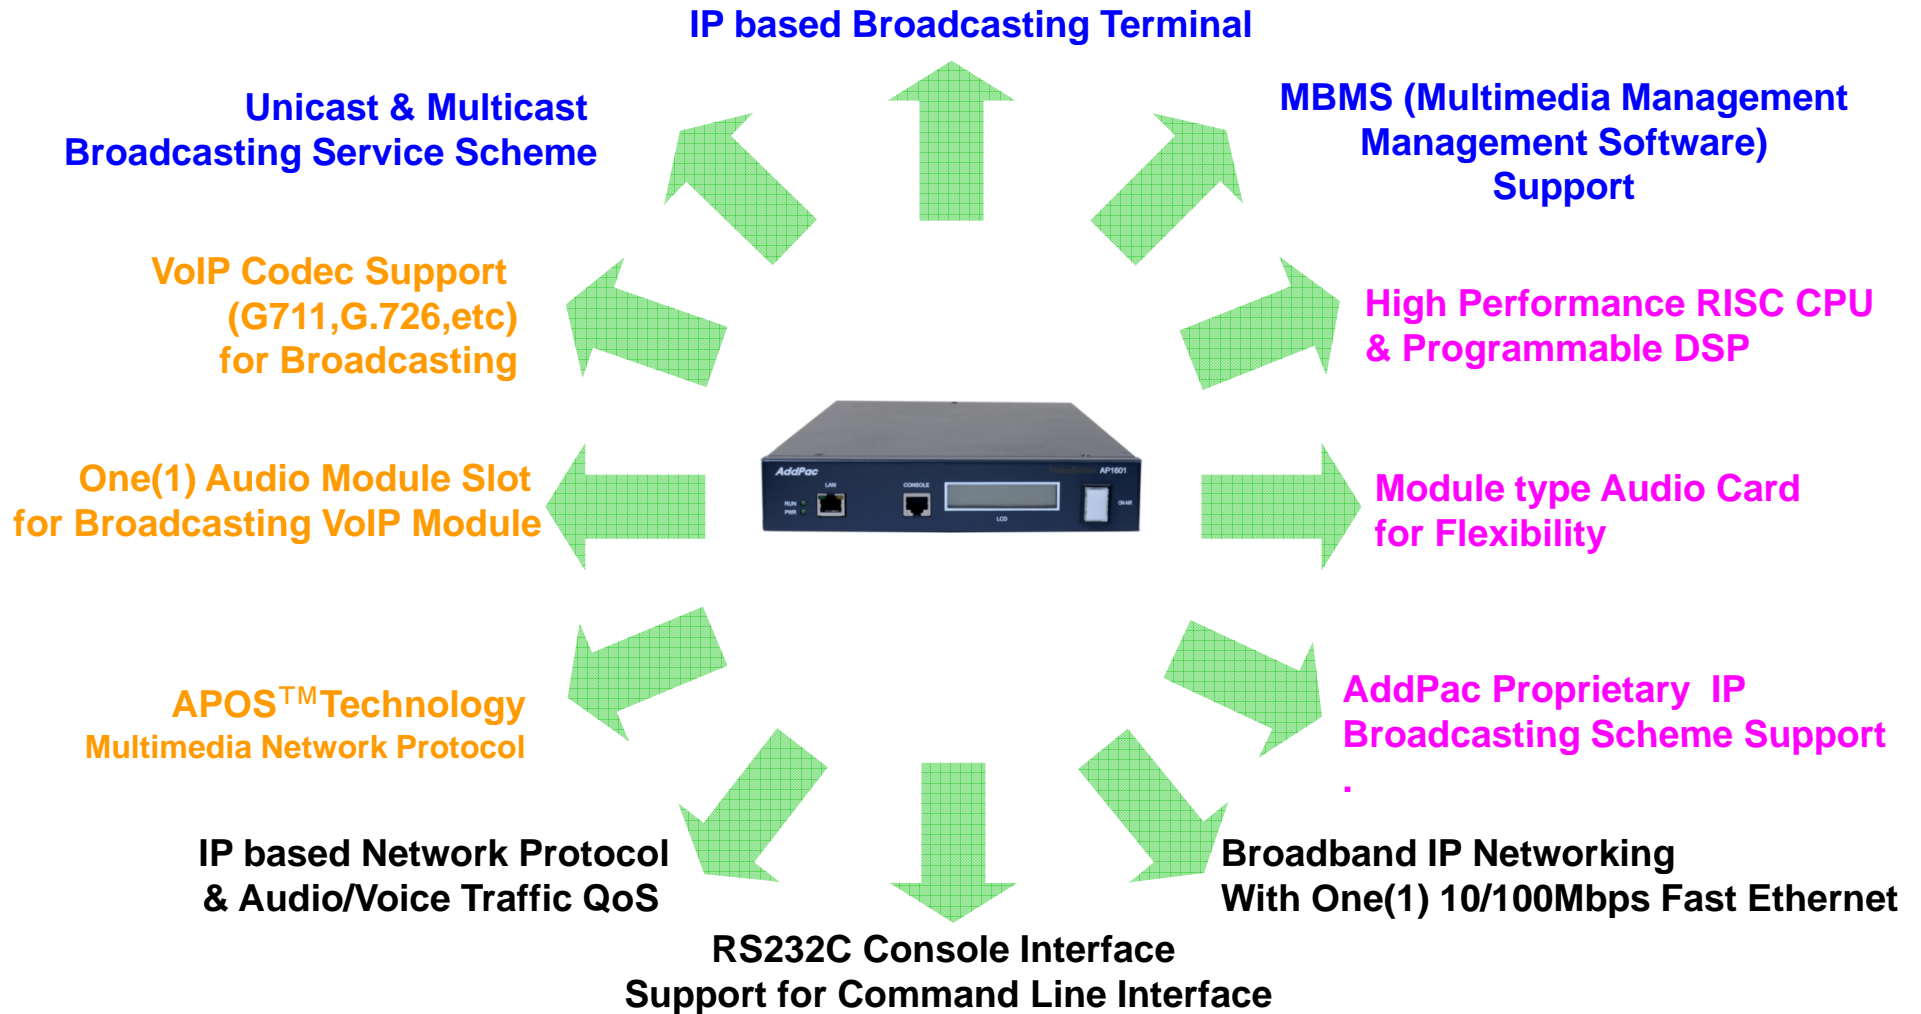 IP based Broadcasting Terminal
Unicast & Multicast
Broadcasting Service Scheme
MBMS (Multimedia Management
Management Software)
Support
VoIP Codec Support
(G711,G.726,etc)
for Broadcasting
High Performance RISC CPU
& Programmable DSP
AddPac
AP1601
LAN
CONSOLE
RUN
PWR
LCD
ON AIR
One(1) Audio Module Slot
for Broadcasting VoIP Module
Module type Audio Card
for Flexibility
APOS™Technology
Multimedia Network Protocol
AddPac Proprietary IP
Broadcasting Scheme Support
.
IP based Network Protocol
& Audio/Voice Traffic QoS
Broadband IP Networking
With One(1) 10/100Mbps Fast Ethernet
RS232C Console Interface
Support for Command Line Interface